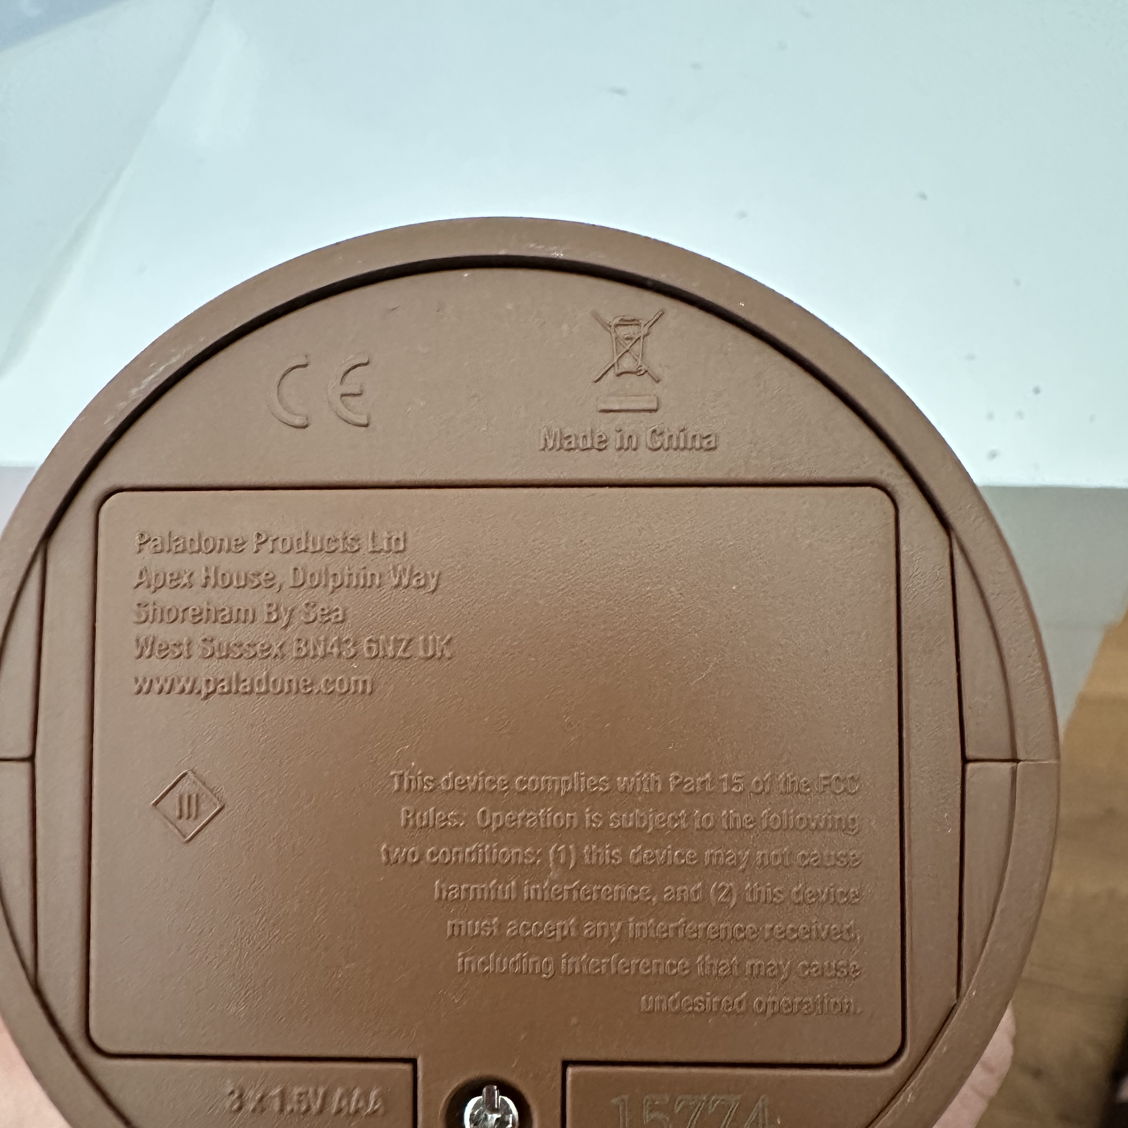 CE
Made in China
Paladone Products Ltd
Apex House, Dolphin Way
Shoreham By Sea
West Sussex BN43 6NZ UK
www.paladone.com
III
This device complies with Part 15 of the FCC
Rules. Operation is subject to the following
two conditions: (1) this device may not cause
harmful interference, and (2) this device
must accept any interference received,
including interference that may cause
undesired operation.
3 x 1.5V AAA
15774